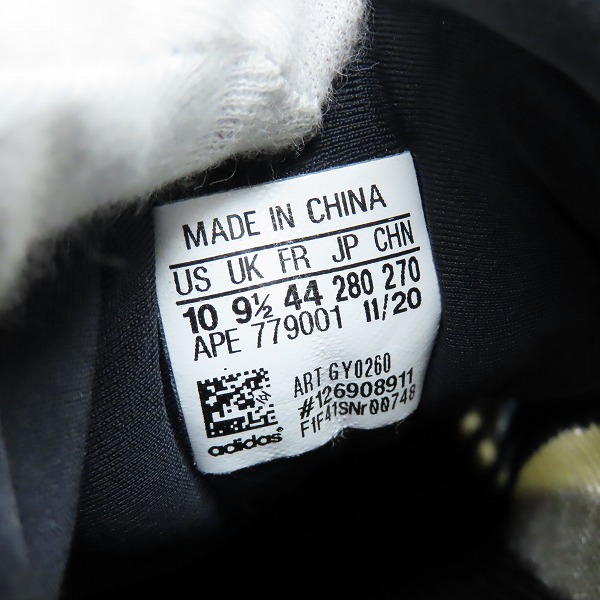 MADE IN CHINA
US UK FR JP CHN
10 9½ 44 280 270
APE 779001 11/20
ART GY0260
#126908911
F1F41SNr00748
adidas